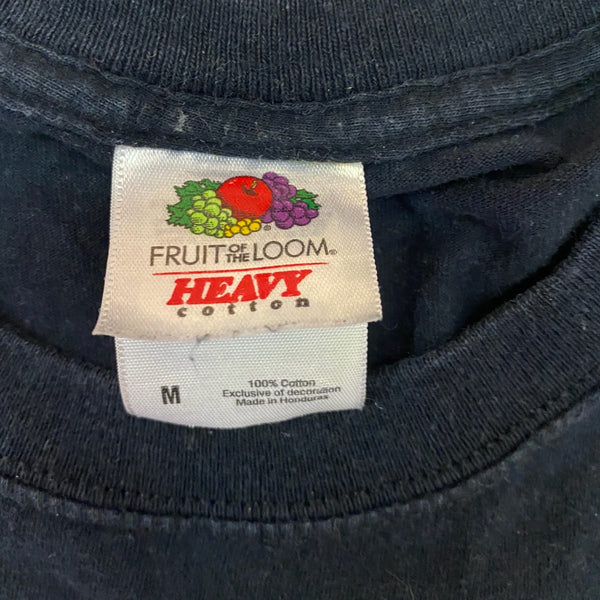 FRUIT OF THE LOOM®
HEAVY
cotton
M
100% Cotton
Exclusive of decoration
Made in Honduras